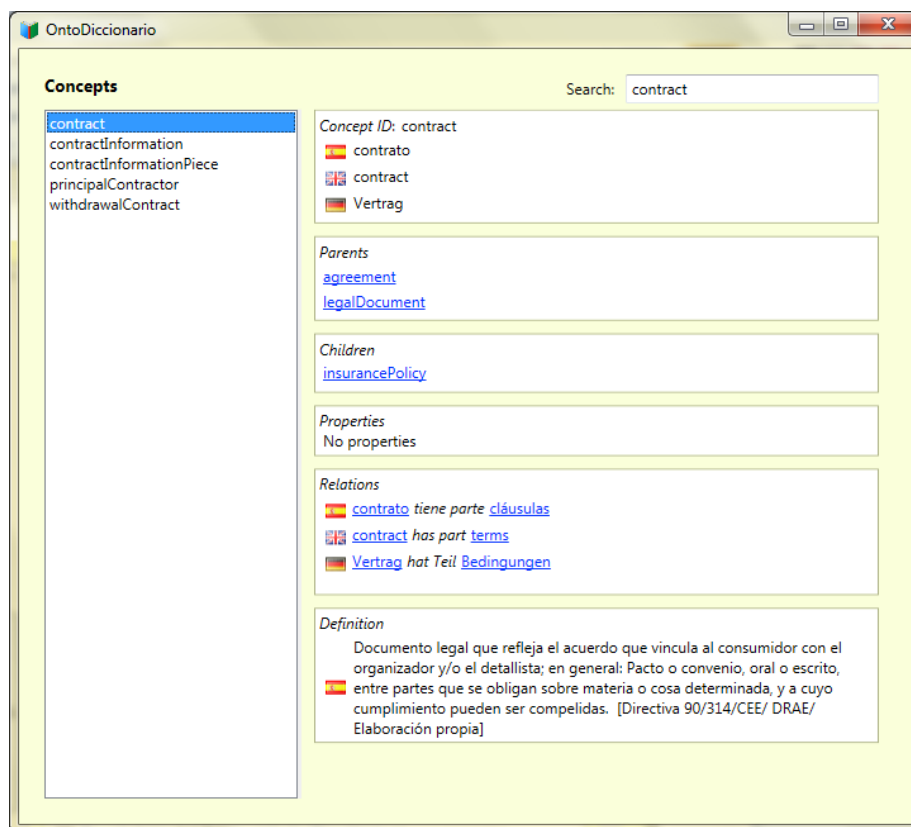 OntoDiccionario
Concepts
Search: contract
contract
contractInformation
contractInformationPiece
principalContractor
withdrawalContract
Concept ID: contract
contrato
contract
Vertrag
Parents
agreement
legalDocument
Children
insurancePolicy
Properties
No properties
Relations
contrato tiene parte cláusulas
contract has part terms
Vertrag hat Teil Bedingungen
Definition
Documento legal que refleja el acuerdo que vincula al consumidor con el
organizador y/o el detallista; en general: Pacto o convenio, oral o escrito,
entre partes que se obligan sobre materia o cosa determinada, y a cuyo
cumplimiento pueden ser compelidas. [Directiva 90/314/CEE/ DRAE/
Elaboración propia]